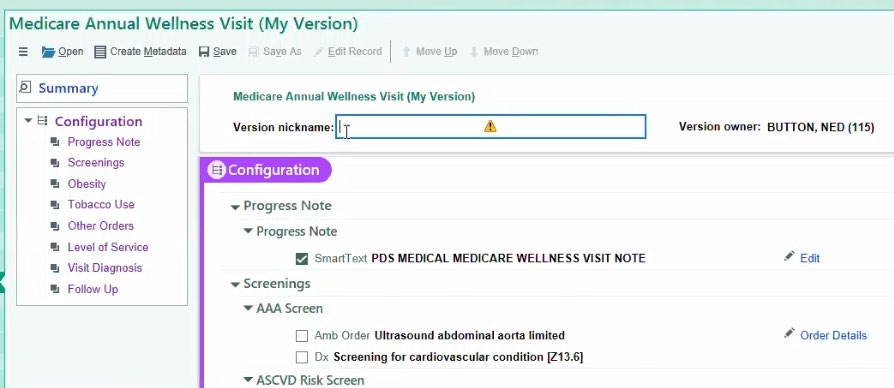 Medicare Annual Wellness Visit (My Version)
Open Create Metadata Save Save As Edit Record Move Up Move Down
Summary
Configuration
Progress Note
Screenings
Obesity
Tobacco Use
Other Orders
Level of Service
Visit Diagnosis
Follow Up
Medicare Annual Wellness Visit (My Version)
Version nickname: Version owner: BUTTON, NED (115)
Configuration
Progress Note
Progress Note
SmartText PDS MEDICAL MEDICARE WELLNESS VISIT NOTE Edit
Screenings
AAA Screen
Amb Order Ultrasound abdominal aorta limited Order Details
Dx Screening for cardiovascular condition [Z13.6]
ASCVD Risk Screen